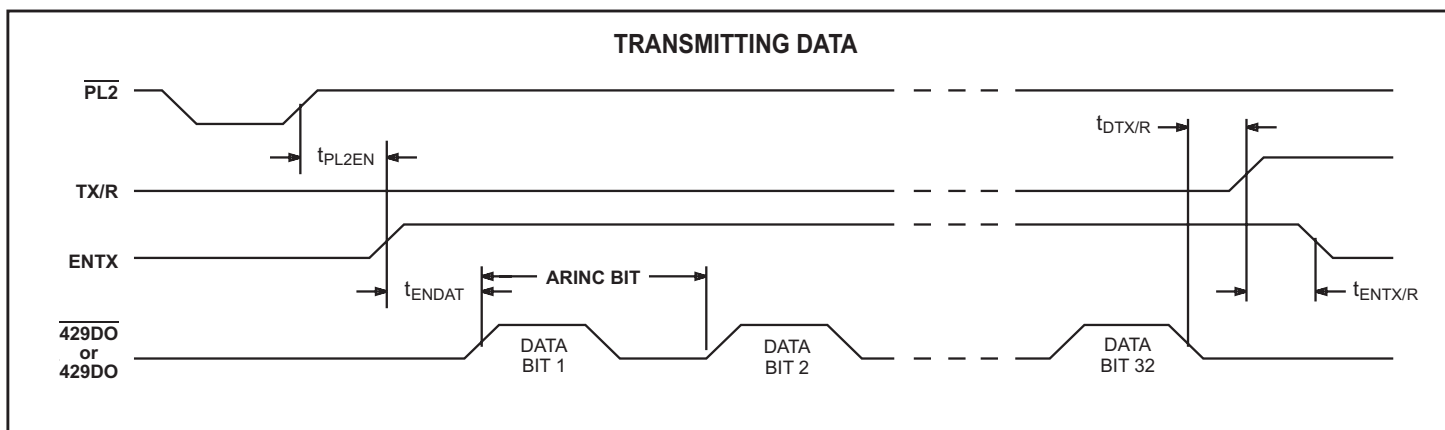 TRANSMITTING DATA
PL2
tDTX/R
tPL2EN
TX/R
ENTX
ARINC BIT
tENDAT
tENTX/R
429DO
or
429DO
DATA
BIT 1
DATA
BIT 2
DATA
BIT 32